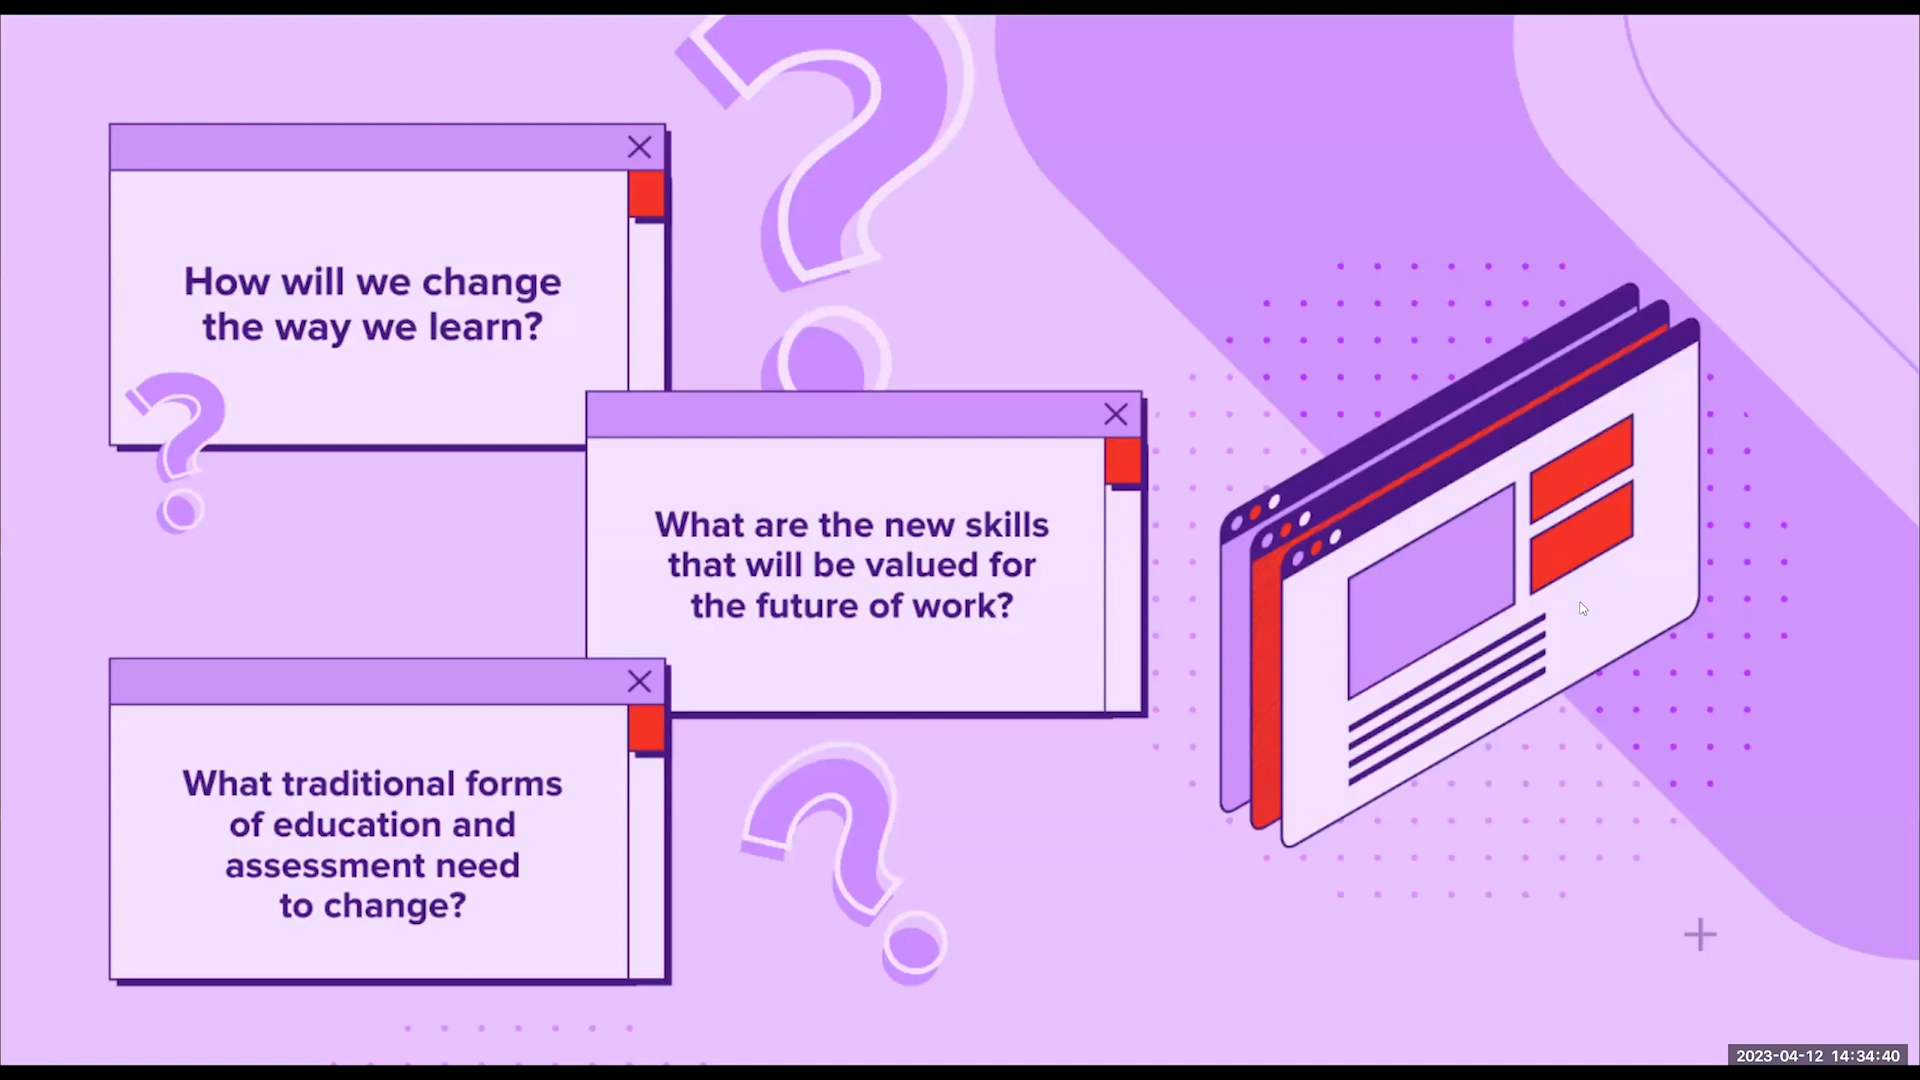 How will we change
the way we learn?
What are the new skills
that will be valued for
the future of work?
What traditional forms
of education and
assessment need
to change?
2023-04-12 14:34:40